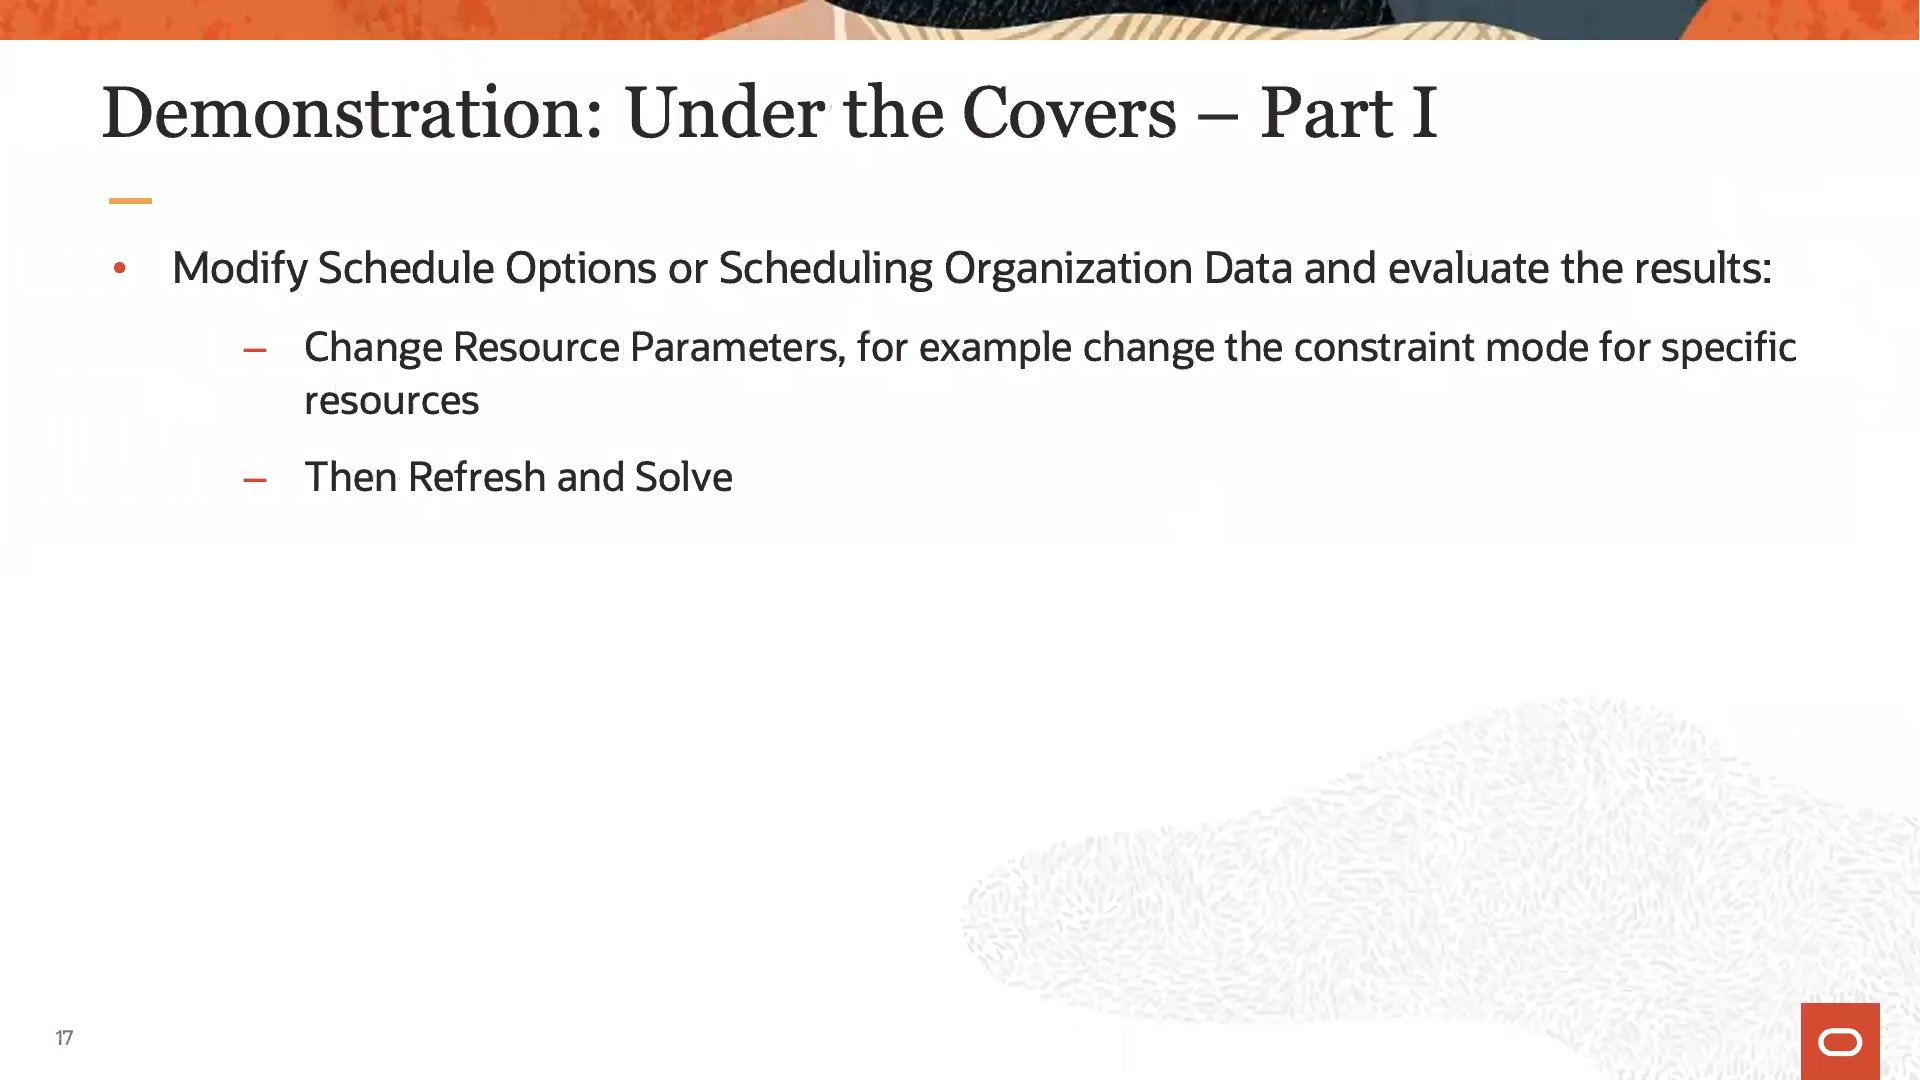 Demonstration: Under the Covers – Part I
• Modify Schedule Options or Scheduling Organization Data and evaluate the results:
– Change Resource Parameters, for example change the constraint mode for specific
resources
– Then Refresh and Solve
17